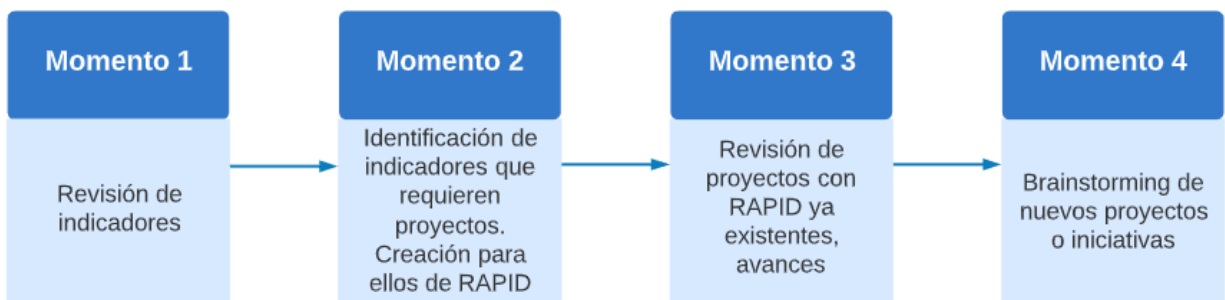 Momento 1
Revisión de
indicadores
Momento 2
Identificación de
indicadores que
requieren
proyectos.
Creación para
ellos de RAPID
Momento 3
Revisión de
proyectos con
RAPID ya
existentes,
avances
Momento 4
Brainstorming de
nuevos proyectos
o iniciativas